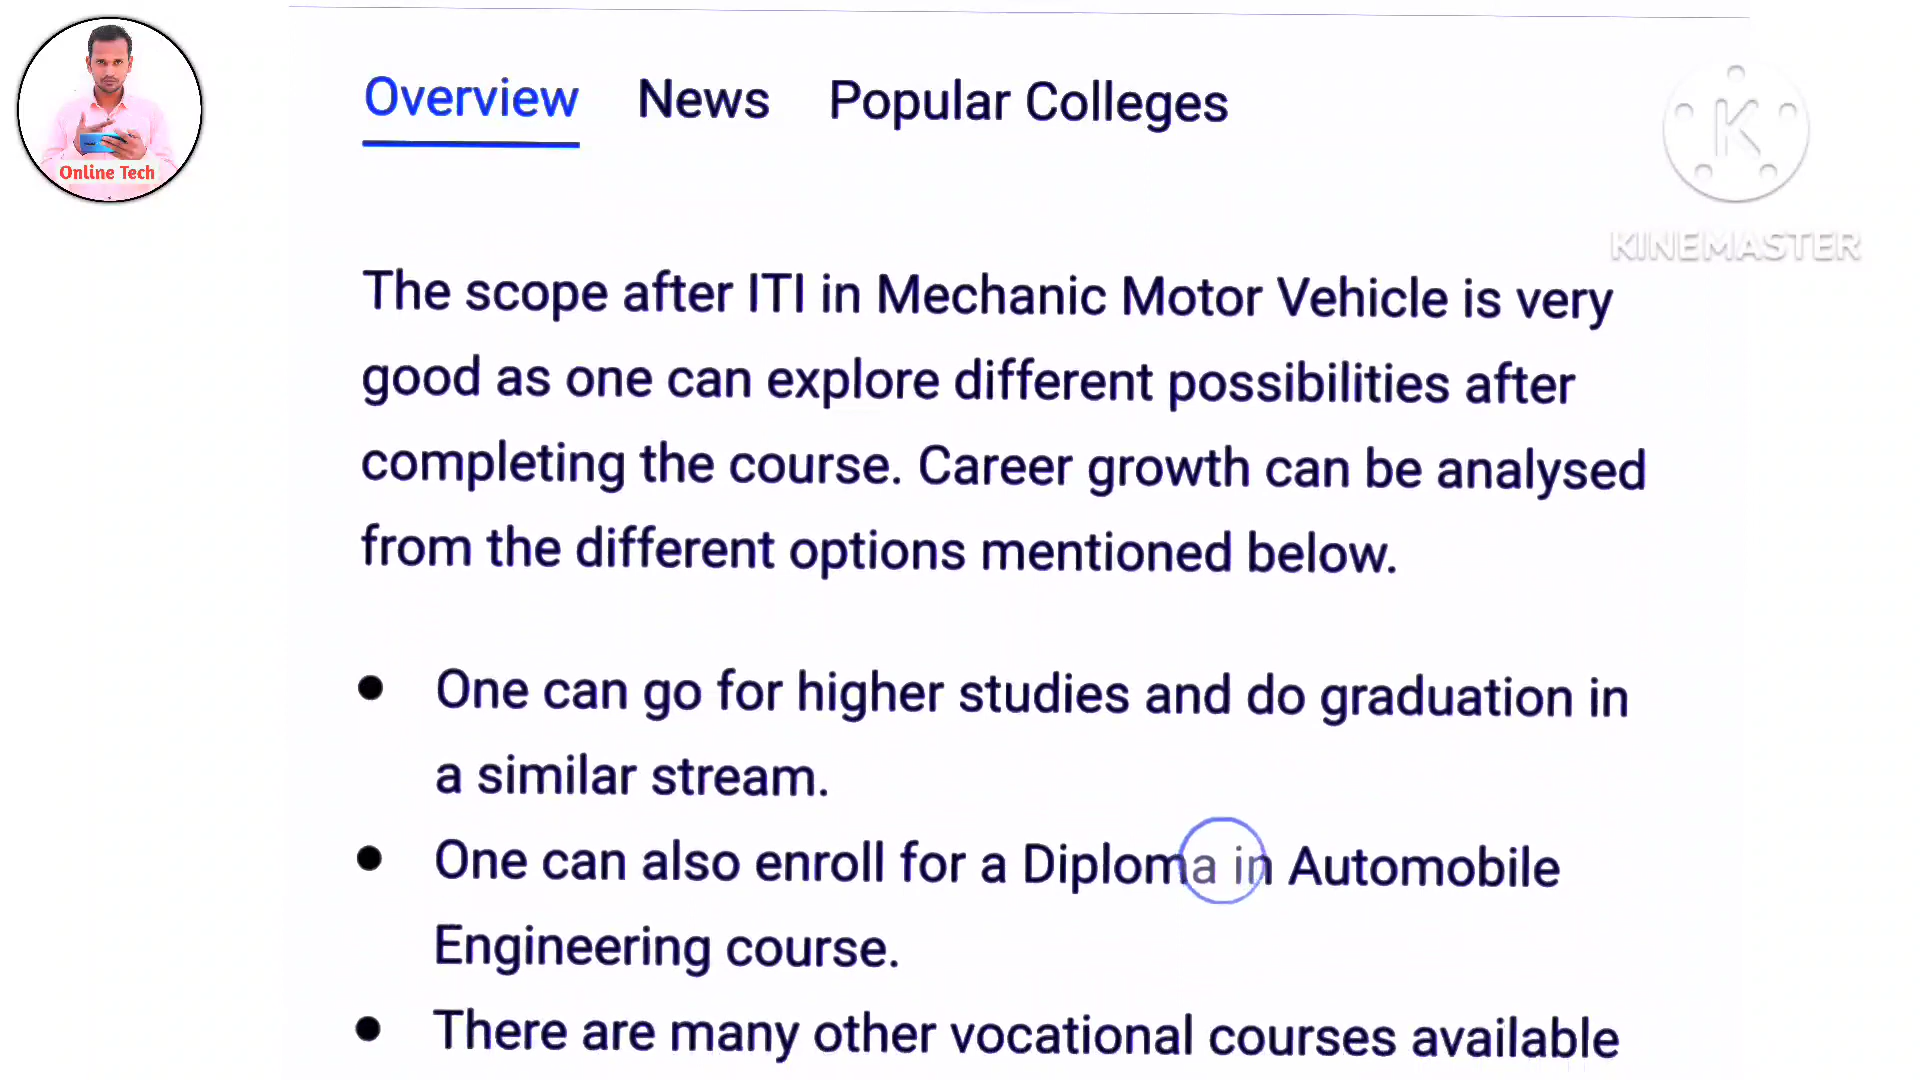 Online Tech
Overview News Popular Colleges
K
KINEMASTER
The scope after ITI in Mechanic Motor Vehicle is very
good as one can explore different possibilities after
completing the course. Career growth can be analysed
from the different options mentioned below.
● One can go for higher studies and do graduation in
a similar stream.
● One can also enroll for a Diploma in Automobile
Engineering course.
● There are many other vocational courses available